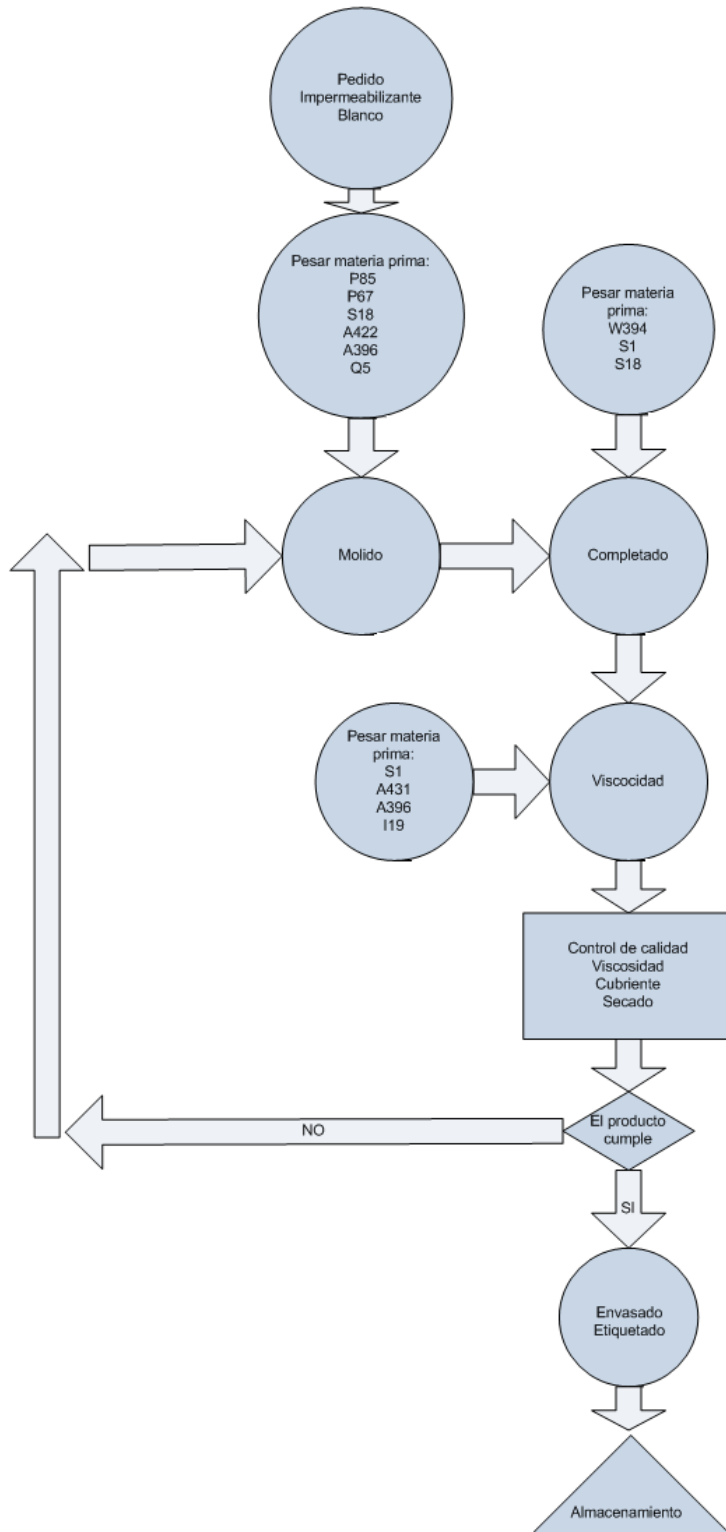 Pedido
Impermeabilizante
Blanco
Pesar materia prima:
P85
P67
S18
A422
A396
Q5
Pesar materia
prima:
W394
S1
S18
Molido
Completado
Pesar materia
prima:
S1
A431
A396
I19
Viscocidad
Control de calidad
Viscosidad
Cubriente
Secado
El producto
cumple
NO
SI
Envasado
Etiquetado
Almacenamiento